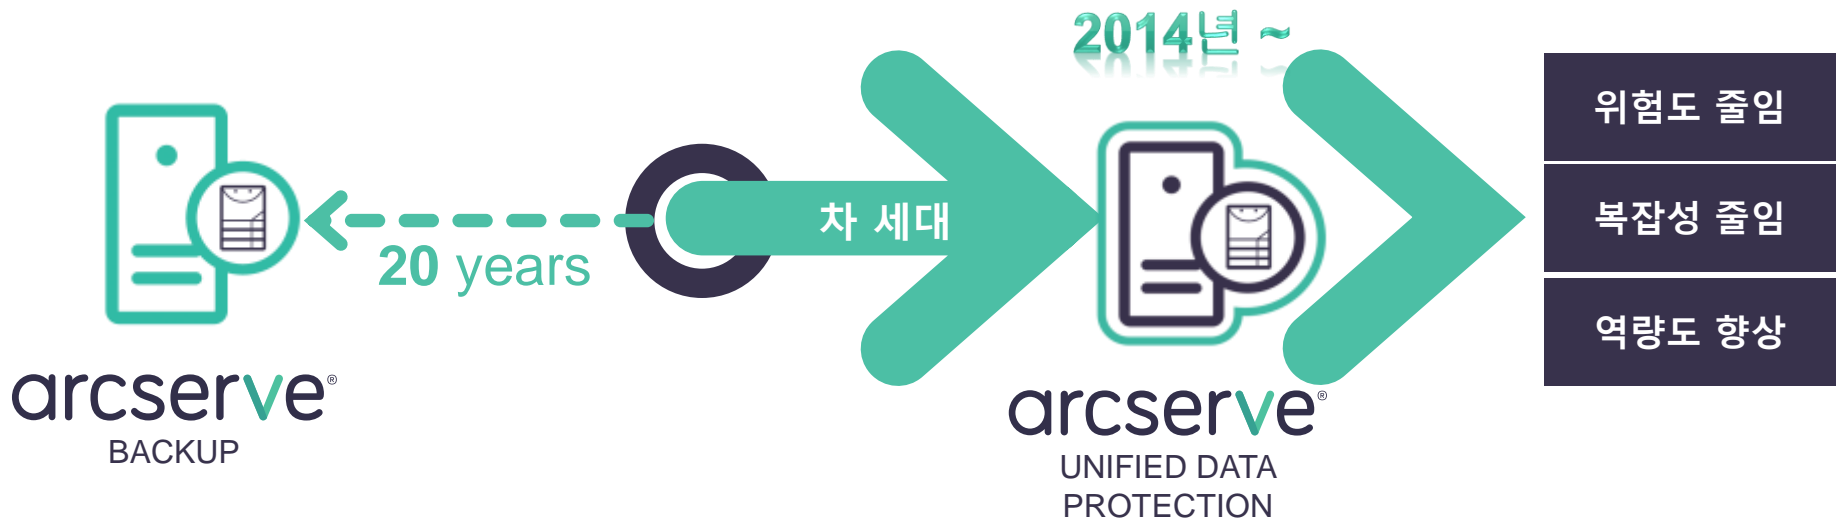 2014년 ~
차 세대
20 years
arcserve®
BACKUP
arcserve®
UNIFIED DATA
PROTECTION
위험도 줄임
복잡성 줄임
역량도 향상